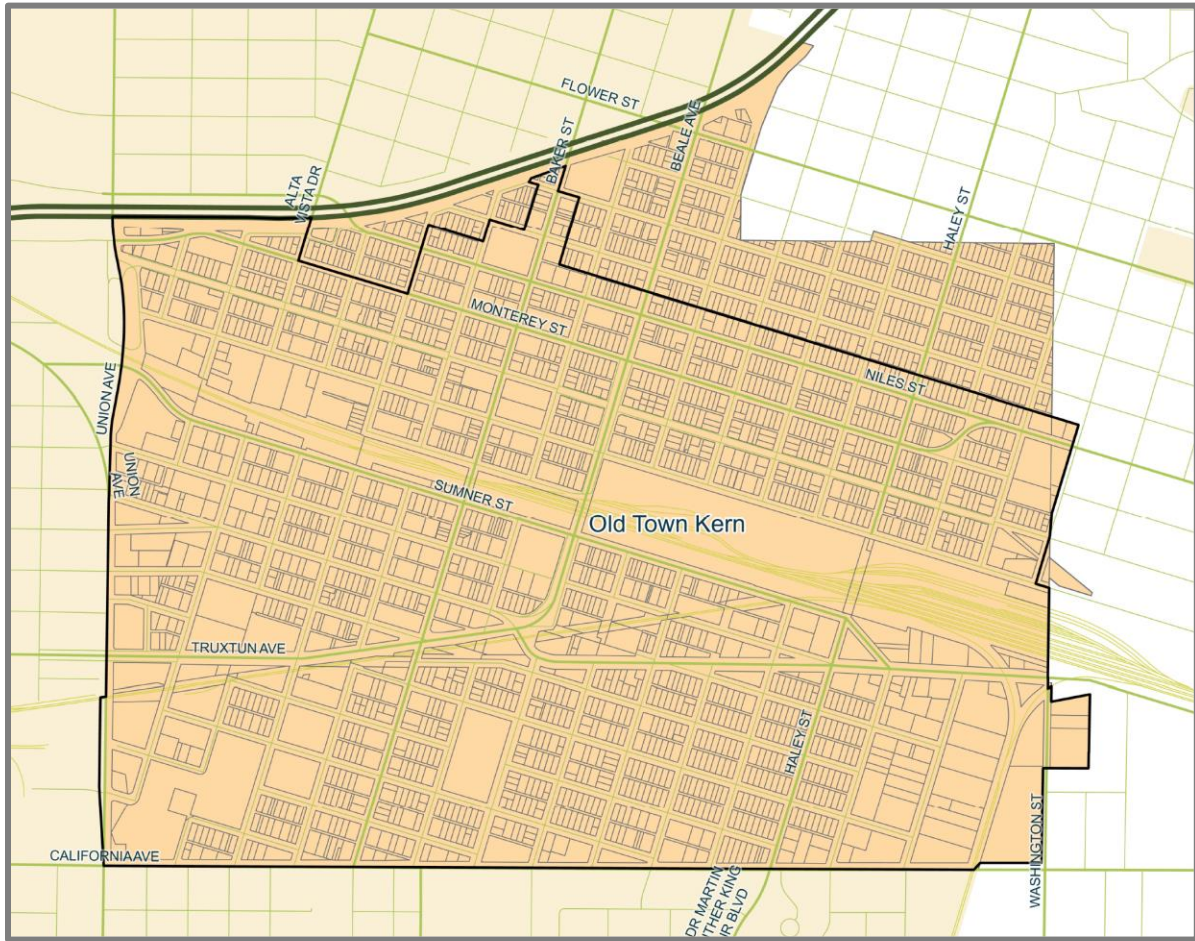 FLOWER ST
BAKER ST
BEALE AVE
ALTA
VISTA DR
HALEY ST
MONTEREY ST
NILES ST
UNION AVE
UNION
AVE
SUMNER ST
Old Town Kern
TRUXTUN AVE
HALEY ST
CALIFORNIA AVE
WASHINGTON ST
DR MARTIN
UTHER KING
JR BLVD